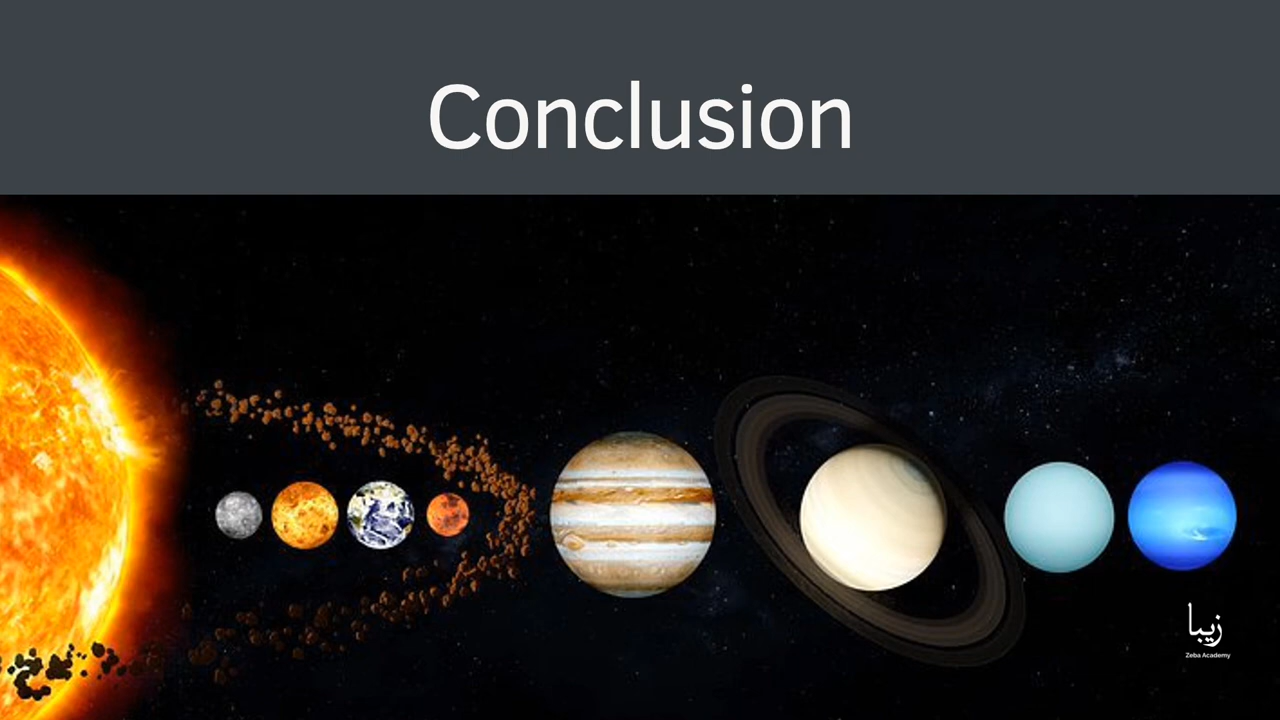 Conclusion
زیبا
Zeba Academy